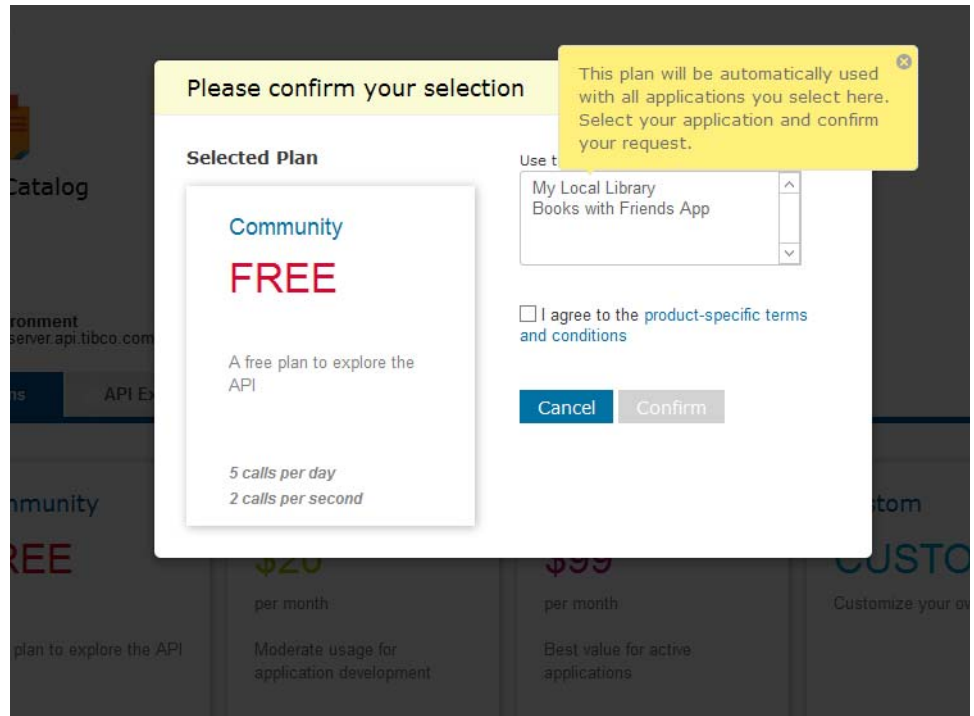 Please confirm your selection
This plan will be automatically used
with all applications you select here.
Select your application and confirm
your request.
Selected Plan
Community
FREE
A free plan to explore the
API
5 calls per day
2 calls per second
Use
My Local Library
Books with Friends App
I agree to the product-specific terms
and conditions
Cancel Confirm
Catalog
server.api.tibco.com
API
$20
per month
Moderate usage for
application development
$99
per month
Best value for active
applications
plan to explore the API
Customize your